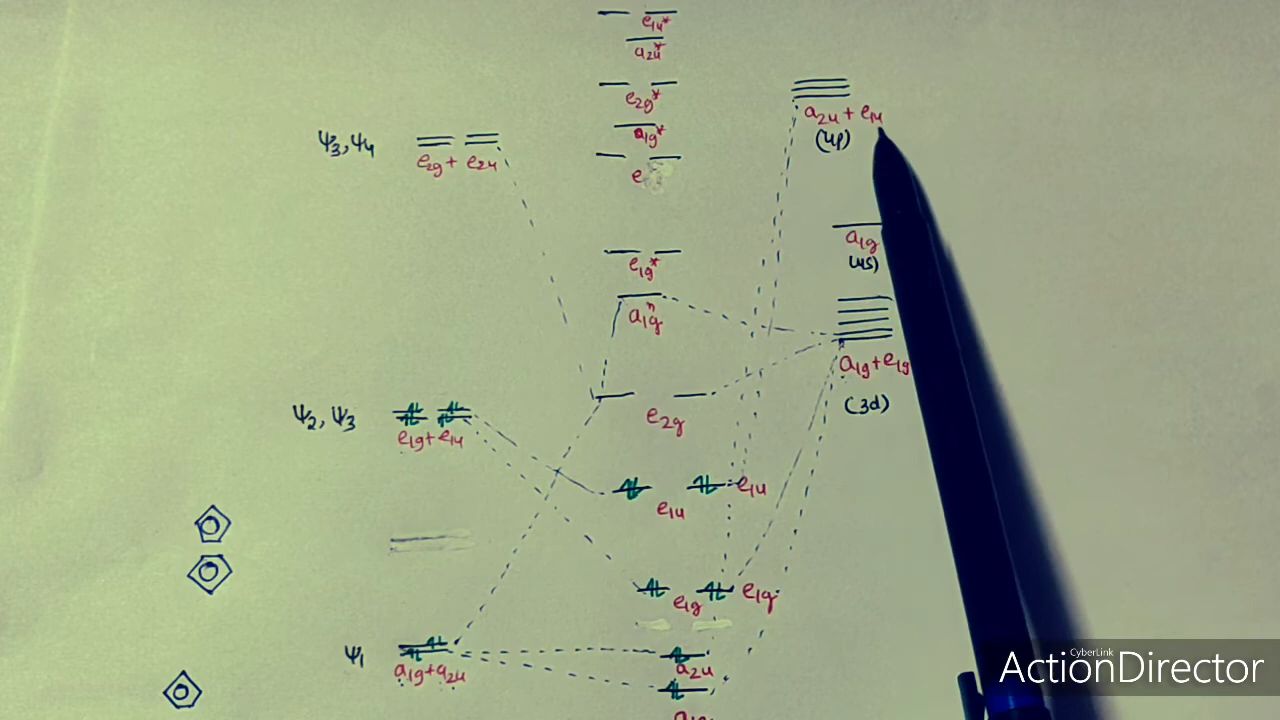 e1u*
a2u*
e2g*
a1g*
e
ψ3, ψ4
e2g + e2u
a2u + e1u
(4p)
a1g
(4s)
e1g*
a1g^n
a1g + e1g
(3d)
ψ2, ψ3
e1g + e1u
e2g
e1u
e1u
e1g
e1g
ψ1
a1g + a2u
a2u
CyberLink
ActionDirector